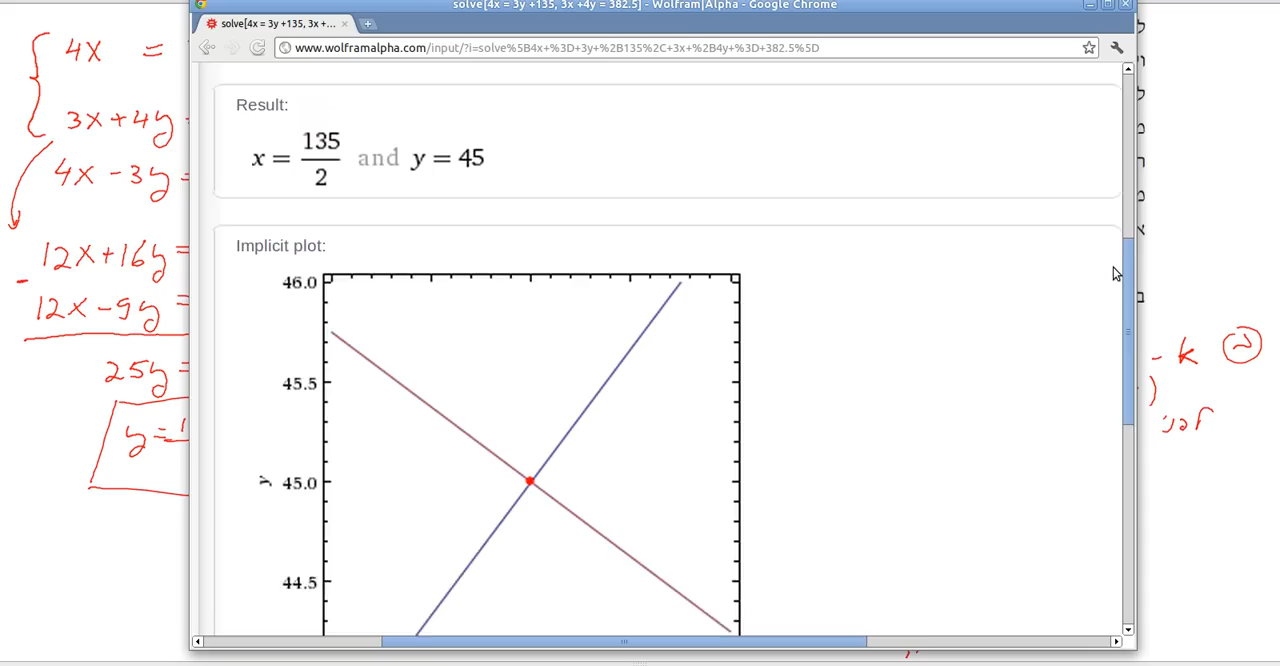 solve[4x = 3y +135, 3x +4y = 382.5] - Wolfram|Alpha - Google Chrome
solve[4x = 3y +135, 3x +...
www.wolframalpha.com/input/?i=solve%5B4x+%3D+3y+%2B135%2C+3x+%2B4y+%3D+382.5%5D
Result:
x = 135/2 and y = 45
Implicit plot:
46.0
45.5
45.0
44.5
y
4x =
3x+4y
4x -3y=
12x+16y=
- 12x-9y=
25y=
y=
- k 2